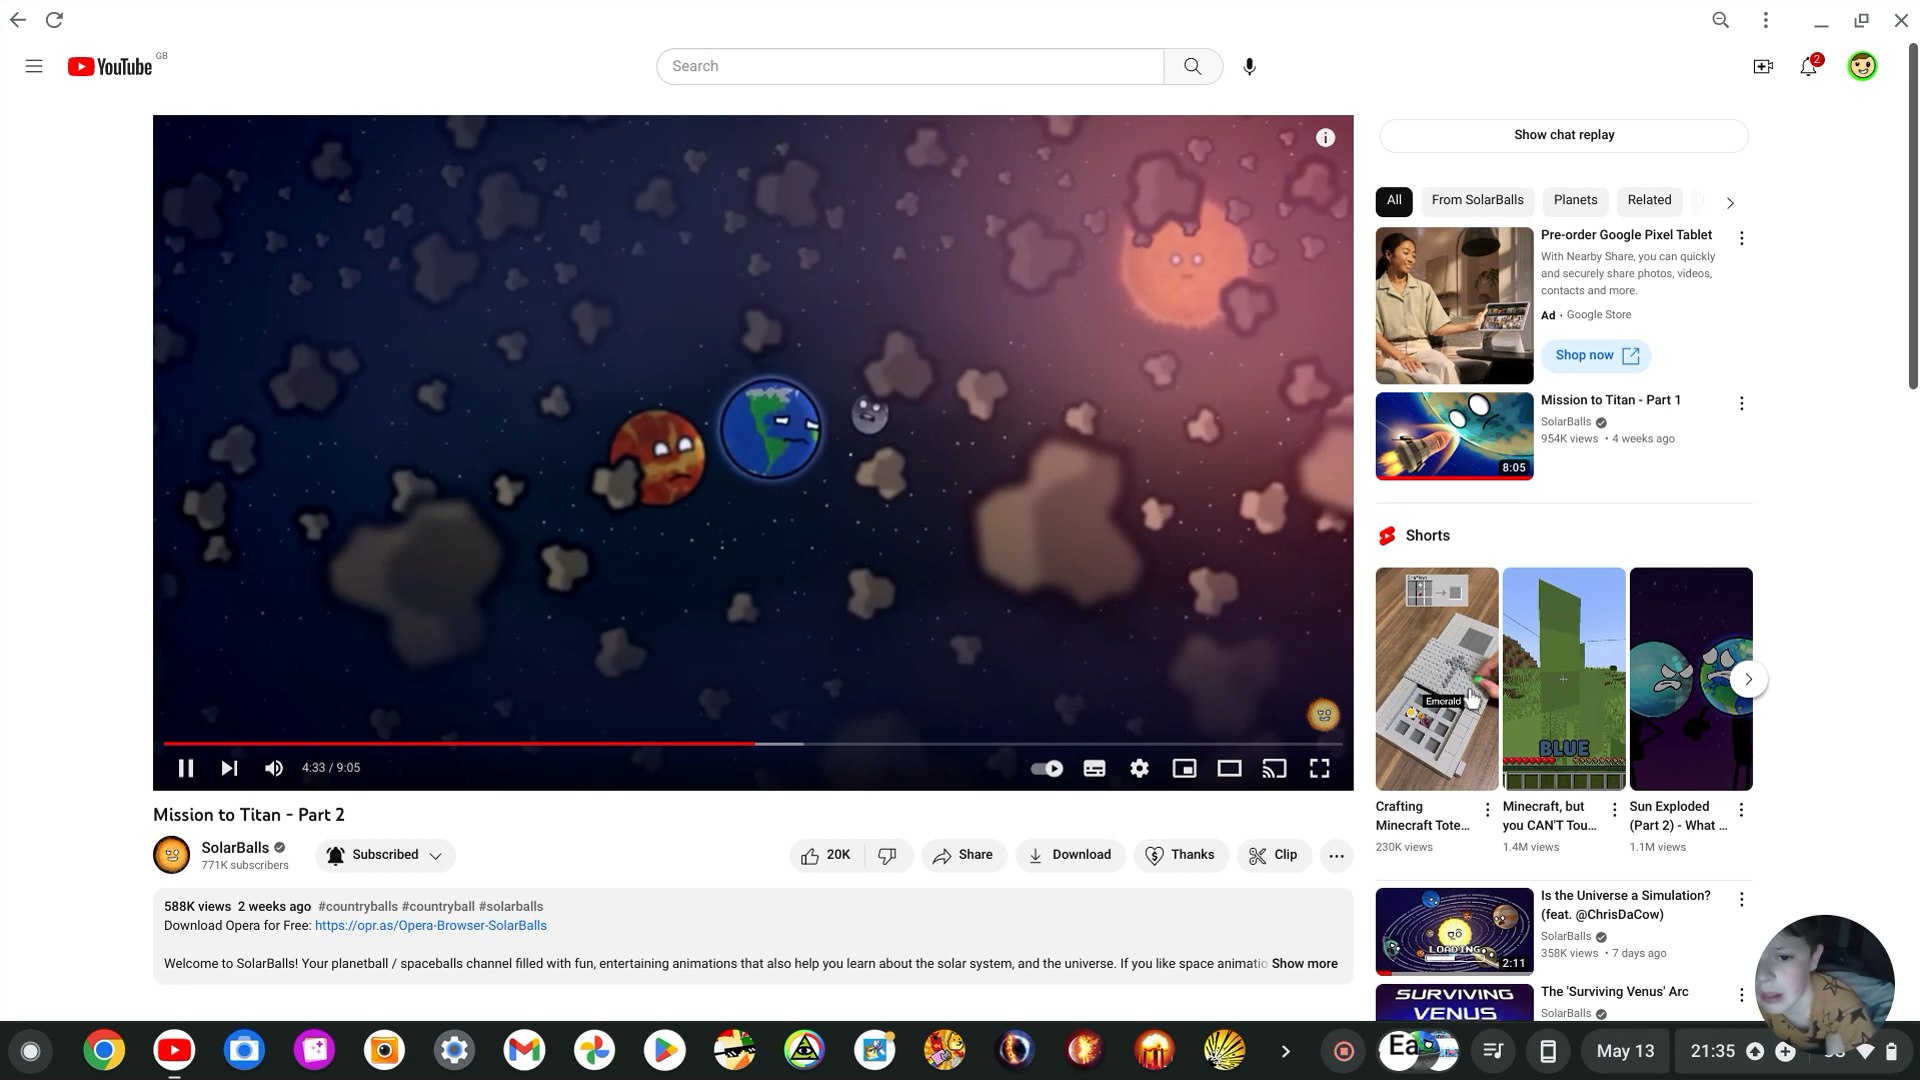 YouTube GB
Search
2
Show chat replay
All
From SolarBalls
Planets
Related
Pre-order Google Pixel Tablet
With Nearby Share, you can quickly
and securely share photos, videos,
contacts and more.
Ad · Google Store
Shop now
Mission to Titan - Part 1
SolarBalls
954K views • 4 weeks ago
8:05
Shorts
Emerald
BLUE
Crafting
Minecraft Tote...
230K views
Minecraft, but
you CAN'T Tou...
1.4M views
Sun Exploded
(Part 2) - What ...
1.1M views
4:33 / 9:05
Mission to Titan - Part 2
SolarBalls
771K subscribers
Subscribed
20K
Share
Download
Thanks
Clip
588K views 2 weeks ago #countryballs #countryball #solarballs
Download Opera for Free: https://opr.as/Opera-Browser-SolarBalls
Welcome to SolarBalls! Your planetball / spaceballs channel filled with fun, entertaining animations that also help you learn about the solar system, and the universe. If you like space animatio Show more
LOADING
2:11
Is the Universe a Simulation?
(feat. @ChrisDaCow)
SolarBalls
358K views • 7 days ago
SURVIVING
VENUS
The 'Surviving Venus' Arc
SolarBalls
Ea
May 13
21:35